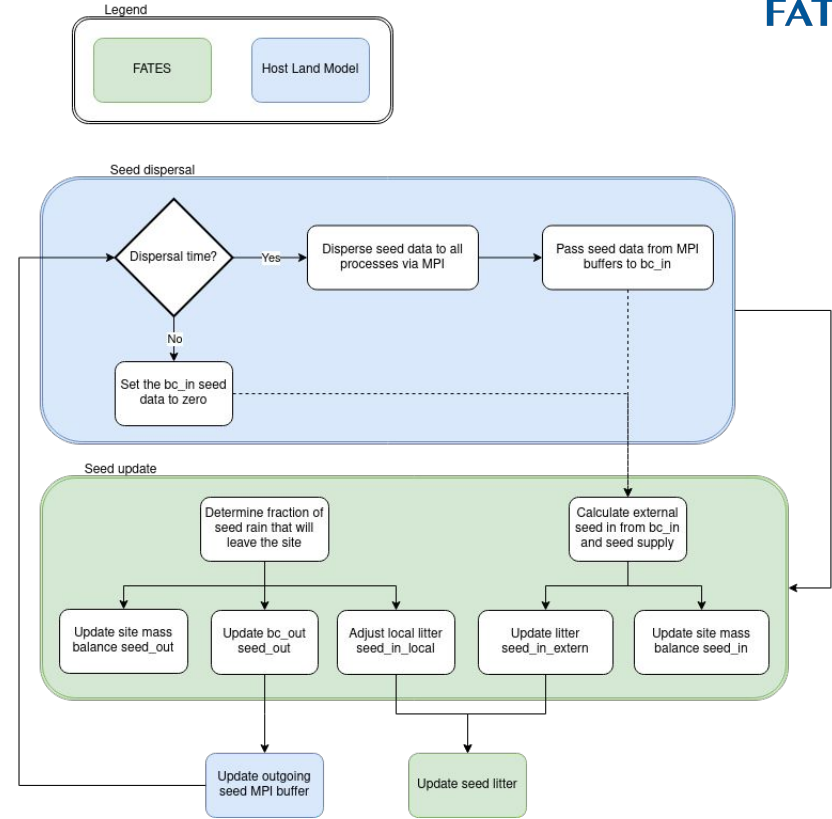 FAT
Legend
FATES
Host Land Model
Seed dispersal
Dispersal time?
Yes
Disperse seed data to all
processes via MPI
Pass seed data from MPI
buffers to bc_in
No
Set the bc_in seed
data to zero
Seed update
Determine fraction of
seed rain that will
leave the site
Calculate external
seed in from bc_in
and seed supply
Update site mass
balance seed_out
Update bc_out
seed_out
Adjust local litter
seed_in_local
Update litter
seed_in_extern
Update site mass
balance seed_in
Update outgoing
seed MPI buffer
Update seed litter